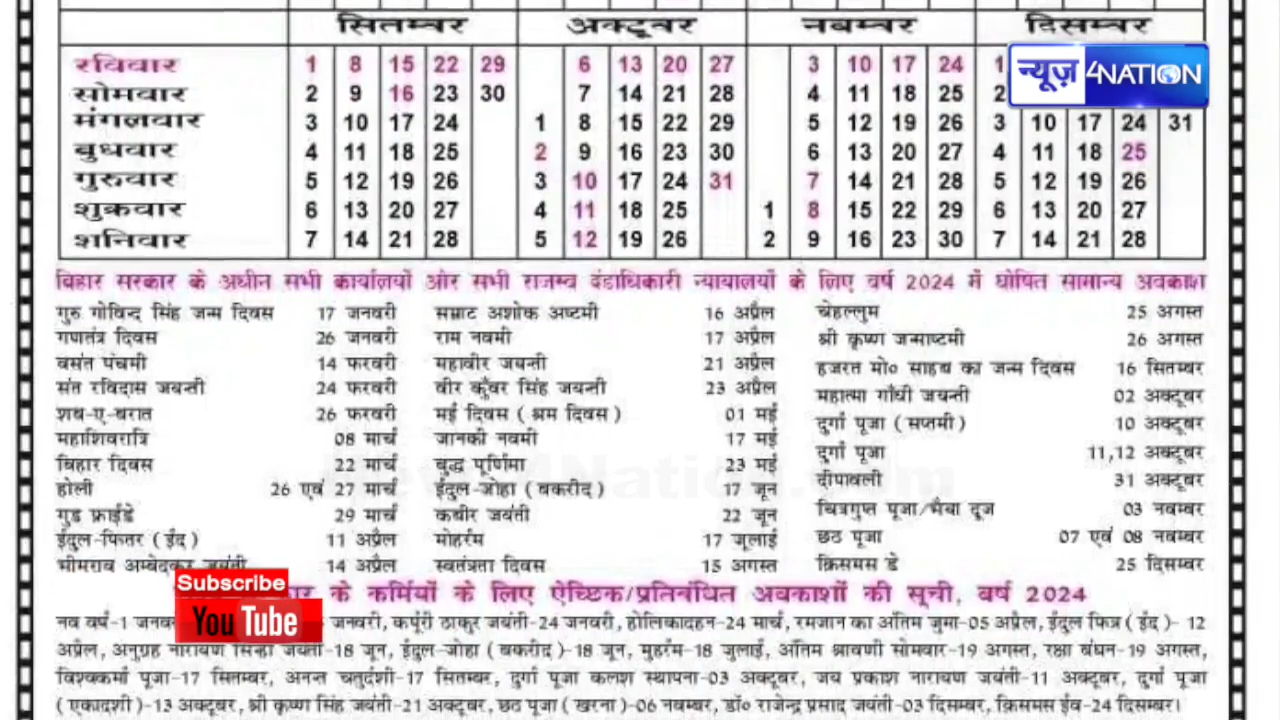 सितम्बर अक्टूबर नबम्बर दिसम्बर
रविवार 1 8 15 22 29 6 13 20 27 3 10 17 24 1
सोमवार 2 9 16 23 30 7 14 21 28 4 11 18 25 2
न्यूज़ 4NATION
मंगलवार 3 10 17 24 1 8 15 22 29 5 12 19 26 3 10 17 24 31
बुधवार 4 11 18 25 2 9 16 23 30 6 13 20 27 4 11 18 25
गुरुवार 5 12 19 26 3 10 17 24 31 7 14 21 28 5 12 19 26
शुक्रवार 6 13 20 27 4 11 18 25 1 8 15 22 29 6 13 20 27
शनिवार 7 14 21 28 5 12 19 26 2 9 16 23 30 7 14 21 28
बिहार सरकार के अधीन सभी कार्यालयों और सभी राजस्व दंडाधिकारी न्यायालयों के लिए वर्ष 2024 में घोषित सामान्य अवकाश
गुरु गोविन्द सिंह जन्म दिवस 17 जनवरी सम्राट अशोक अष्टमी 16 अप्रैल चेहल्लुम 25 अगस्त
गणतंत्र दिवस 26 जनवरी राम नवमी 17 अप्रैल श्री कृष्ण जन्माष्टमी 26 अगस्त
वसंत पंचमी 14 फरवरी महावीर जयन्ती 21 अप्रैल हजरत मो० साहब का जन्म दिवस 16 सितम्बर
संत रविदास जयन्ती 24 फरवरी वीर कुँवर सिंह जयन्ती 23 अप्रैल महात्मा गाँधी जयन्ती 02 अक्टूबर
शब-ए-बरात 26 फरवरी मई दिवस ( श्रम दिवस ) 01 मई दुर्गा पूजा ( सप्तमी ) 10 अक्टूबर
महाशिवरात्रि 08 मार्च जानकी नवमी 17 मई दुर्गा पूजा 11,12 अक्टूबर
बिहार दिवस 22 मार्च बुद्ध पूर्णिमा 23 मई दीपावली 31 अक्टूबर
होली 26 एवं 27 मार्च ईदुल-जोहा ( बकरीद ) 17 जून चित्रगुप्त पूजा/भैया दूज 03 नवम्बर
गुड फ्राईडे 29 मार्च कबीर जयंती 22 जून छठ पूजा 07 एवं 08 नवम्बर
ईदुल-फितर ( ईद ) 11 अप्रैल मोहर्रम 17 जूलाई क्रिसमस डे 25 दिसम्बर
भीमराव अम्बेदकर जयंती 14 अप्रैल स्वतंत्रता दिवस 15 अगस्त
News4Nation.com
Subscribe
YouTube
के कर्मियों के लिए ऐच्छिक/प्रतिबंधित अवकाशों की सूची, वर्ष 2024
नव वर्ष-1 जनवरी, कर्पूरी ठाकुर जयंती-24 जनवरी, होलिकादहन-24 मार्च, रमजान का अंतिम जुमा-05 अप्रैल, ईदुल फित्र ( ईद )- 12
अप्रैल, अनुग्रह नारायण सिन्हा जयंती-18 जून, ईदुल-जोहा ( बकरीद )-18 जून, मुहर्रम-18 जुलाई, अंतिम श्रावणी सोमवार-19 अगस्त, रक्षा बंधन-19 अगस्त,
विश्वकर्मा पूजा-17 सितम्बर, अनन्त चतुर्दशी-17 सितम्बर, दुर्गा पूजा कलश स्थापना-03 अक्टूबर, जय प्रकाश नारायण जयंती-11 अक्टूबर, दुर्गा पूजा
( एकादशी )-13 अक्टूबर, श्री कृष्ण सिंह जयंती-21 अक्टूबर, छठ पूजा ( खरना )-06 नवम्बर, डॉ० राजेन्द्र प्रसाद जयंती-03 दिसम्बर, क्रिसमस ईव-24 दिसम्बर।